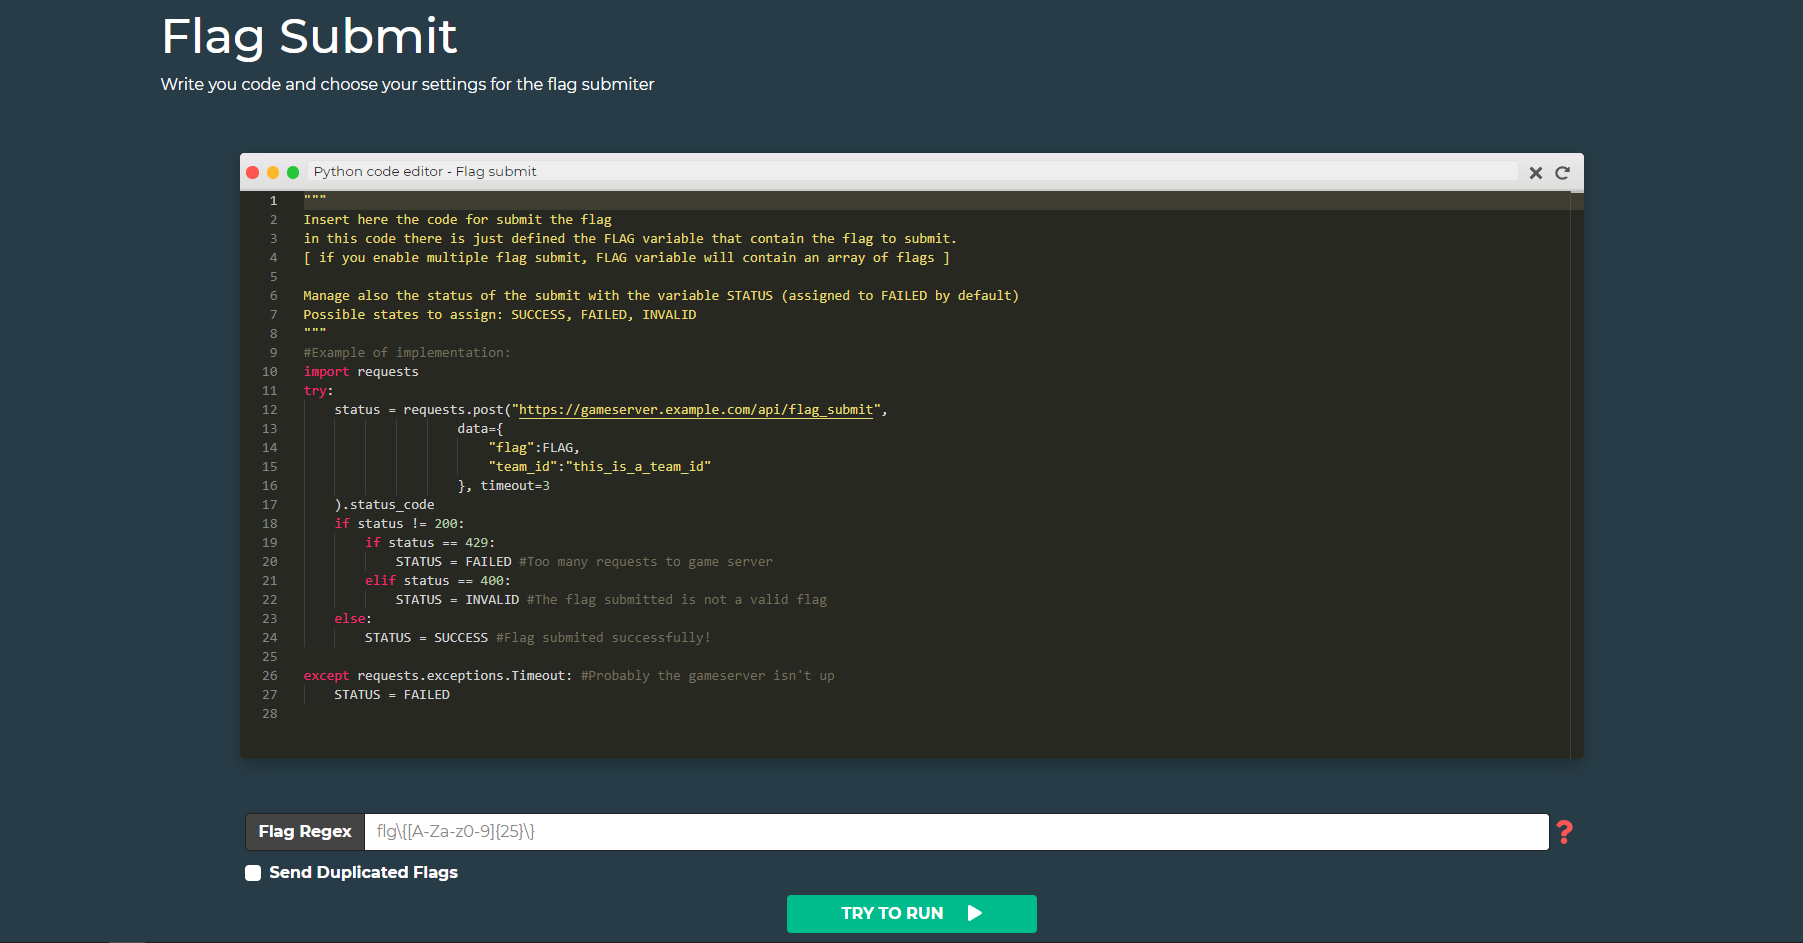 Flag Submit
Write you code and choose your settings for the flag submiter
Python code editor - Flag submit
1 """
2 Insert here the code for submit the flag
3 in this code there is just defined the FLAG variable that contain the flag to submit.
4 [ if you enable multiple flag submit, FLAG variable will contain an array of flags ]
5
6 Manage also the status of the submit with the variable STATUS (assigned to FAILED by default)
7 Possible states to assign: SUCCESS, FAILED, INVALID
8 """
9 #Example of implementation:
10 import requests
11 try:
12     status = requests.post("https://gameserver.example.com/api/flag_submit",
13                     data={
14                         "flag":FLAG,
15                         "team_id":"this_is_a_team_id"
16                     }, timeout=3
17     ).status_code
18     if status != 200:
19         if status == 429:
20             STATUS = FAILED #Too many requests to game server
21         elif status == 400:
22             STATUS = INVALID #The flag submitted is not a valid flag
23     else:
24         STATUS = SUCCESS #Flag submited successfully!
25
26 except requests.exceptions.Timeout: #Probably the gameserver isn't up
27     STATUS = FAILED
28
Flag Regex flg\{[A-Za-z0-9]{25}\} ?
Send Duplicated Flags
TRY TO RUN